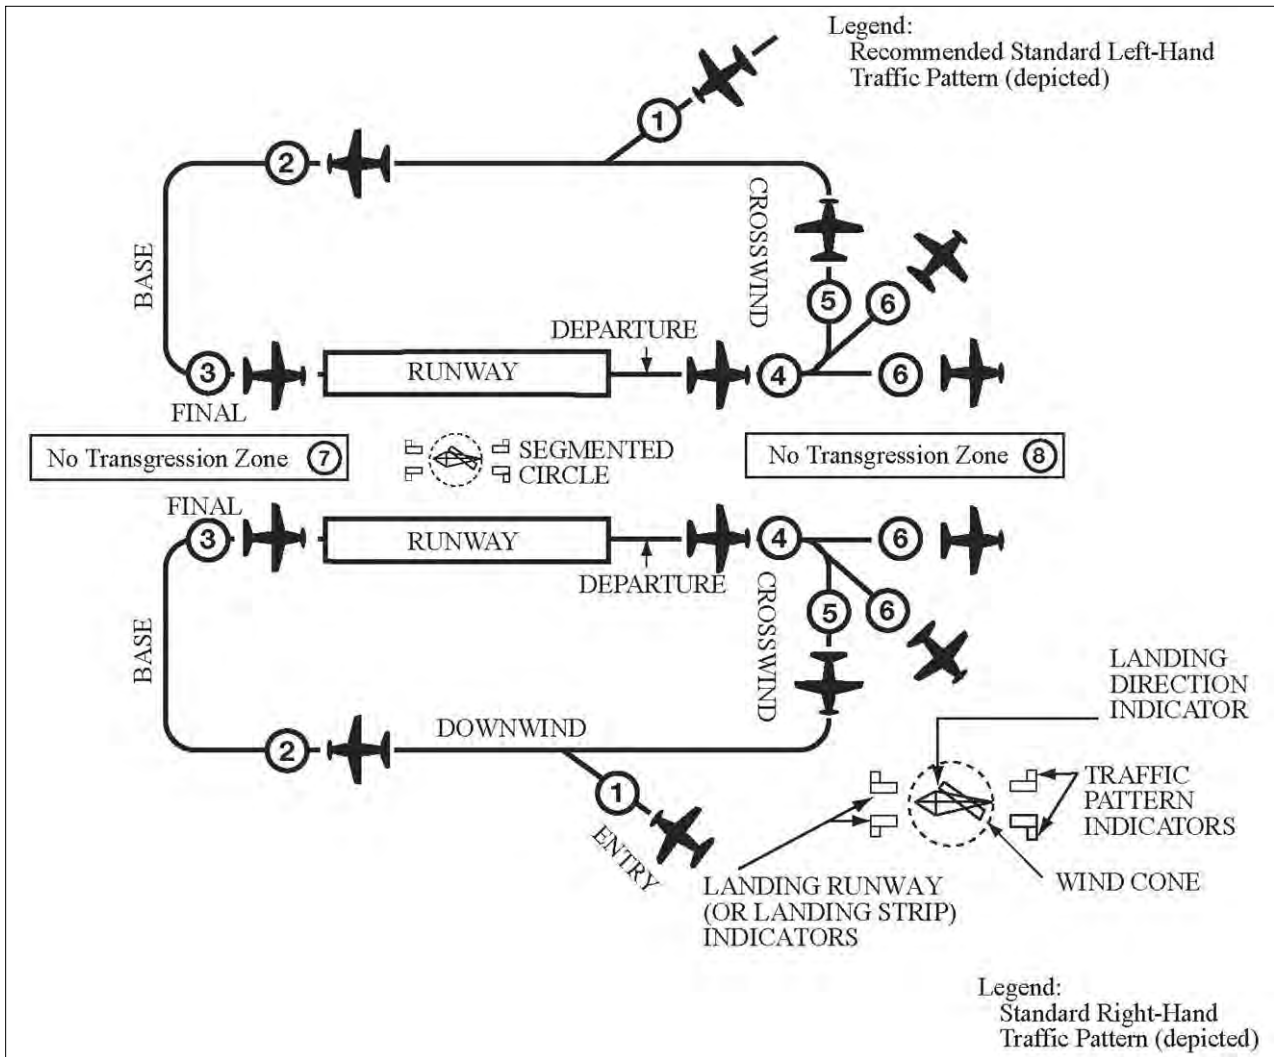 Legend:
Recommended Standard Left-Hand
Traffic Pattern (depicted)
1
2
CROSSWIND
BASE
5
6
DEPARTURE
3
RUNWAY
4
6
FINAL
No Transgression Zone 7
SEGMENTED
CIRCLE
No Transgression Zone 8
FINAL
3
RUNWAY
4
6
DEPARTURE
CROSSWIND
5
6
BASE
DOWNWIND
2
1
ENTRY
LANDING
DIRECTION
INDICATOR
TRAFFIC
PATTERN
INDICATORS
WIND CONE
LANDING RUNWAY
(OR LANDING STRIP)
INDICATORS
Legend:
Standard Right-Hand
Traffic Pattern (depicted)